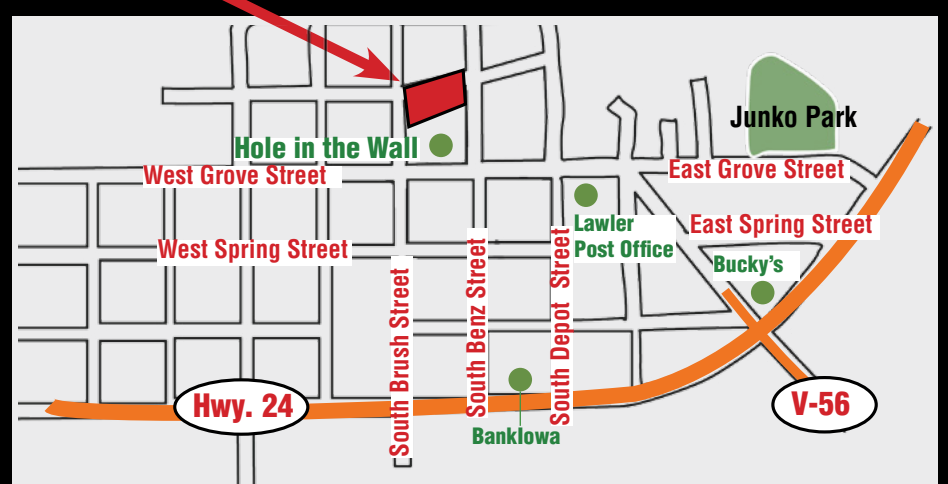 Junko Park
Hole in the Wall
West Grove Street
East Grove Street
Lawler
Post Office
East Spring Street
West Spring Street
Bucky's
South Brush Street
South Benz Street
South Depot Street
Hwy. 24
V-56
BankIowa